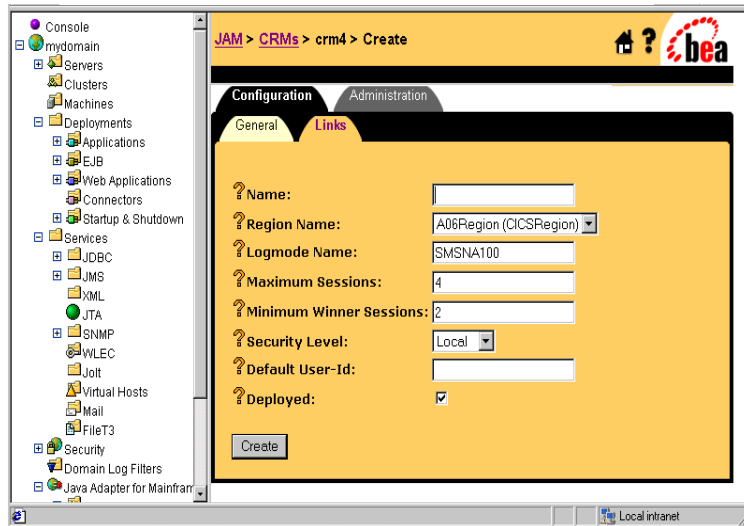 Console
mydomain
Servers
Clusters
Machines
Deployments
Applications
EJB
Web Applications
Connectors
Startup & Shutdown
Services
JDBC
JMS
XML
JTA
SNMP
WLEC
Jolt
Virtual Hosts
Mail
FileT3
Security
Domain Log Filters
Java Adapter for Mainfram
JAM > CRMs > crm4 > Create
? bea
Configuration
Administration
General
Links
? Name:
? Region Name: A06Region (CICSRegion)
? Logmode Name: SMSNA100
? Maximum Sessions: 4
? Minimum Winner Sessions: 2
? Security Level: Local
? Default User-Id:
? Deployed:
Create
Local intranet